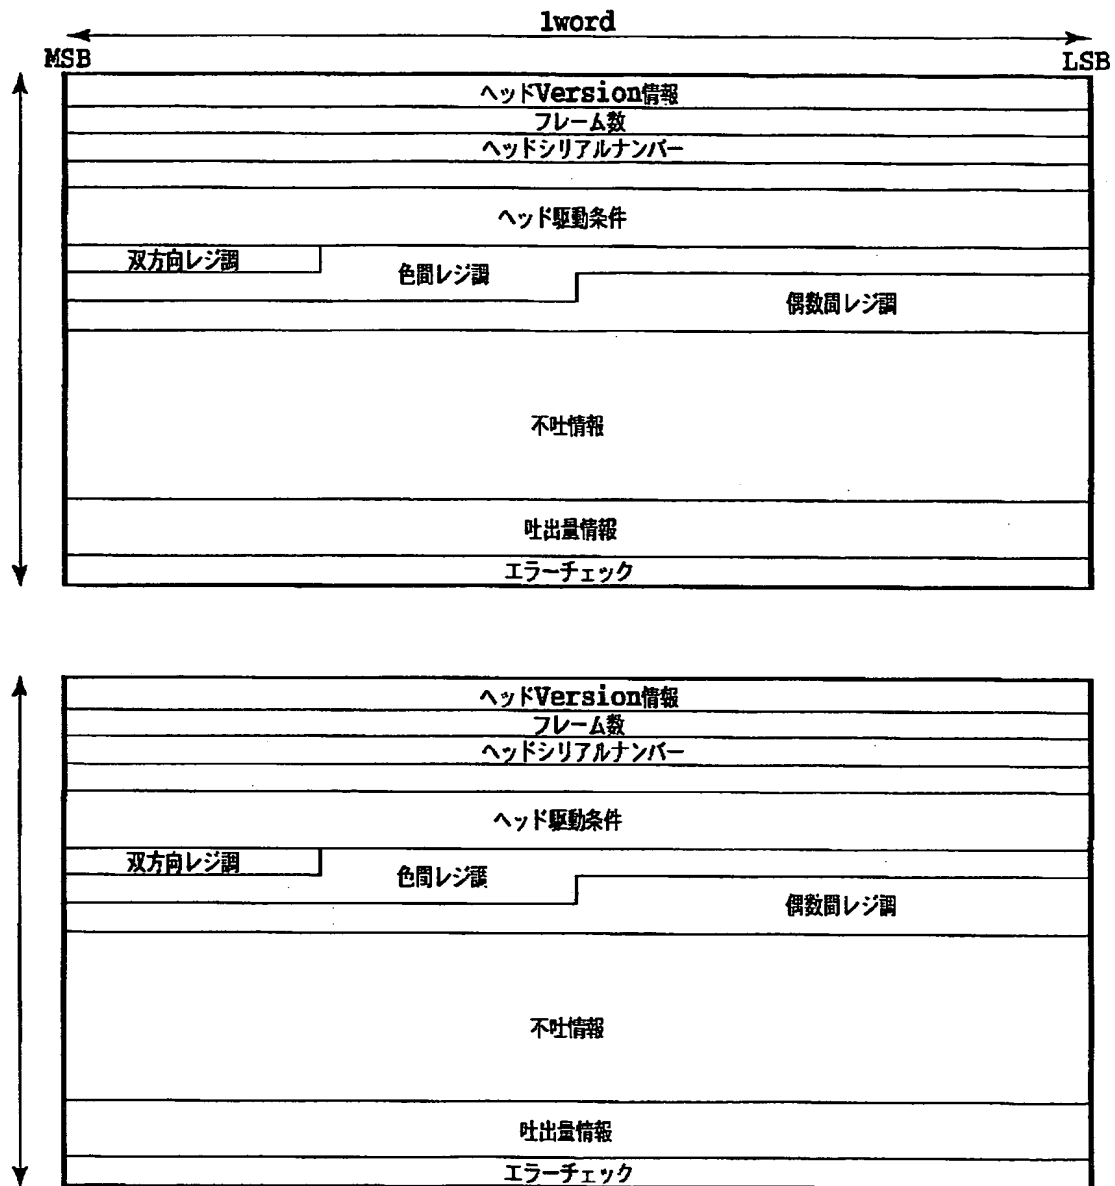 1word
MSB
LSB
ヘッドVersion情報
フレーム数
ヘッドシリアルナンバー
ヘッド駆動条件
双方向レジ調
色間レジ調
偶数間レジ調
不吐情報
吐出量情報
エラーチェック
ヘッドVersion情報
フレーム数
ヘッドシリアルナンバー
ヘッド駆動条件
双方向レジ調
色間レジ調
偶数間レジ調
不吐情報
吐出量情報
エラーチェック